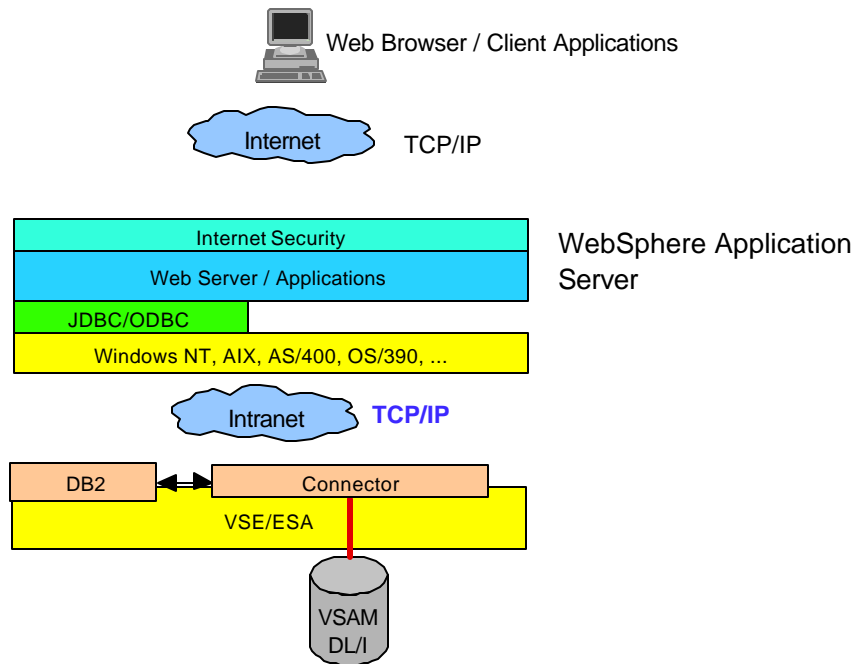 Web Browser / Client Applications
Internet
TCP/IP
Internet Security
WebSphere Application
Server
Web Server / Applications
JDBC/ODBC
Windows NT, AIX, AS/400, OS/390, ...
Intranet
TCP/IP
DB2
Connector
VSE/ESA
VSAM
DL/I